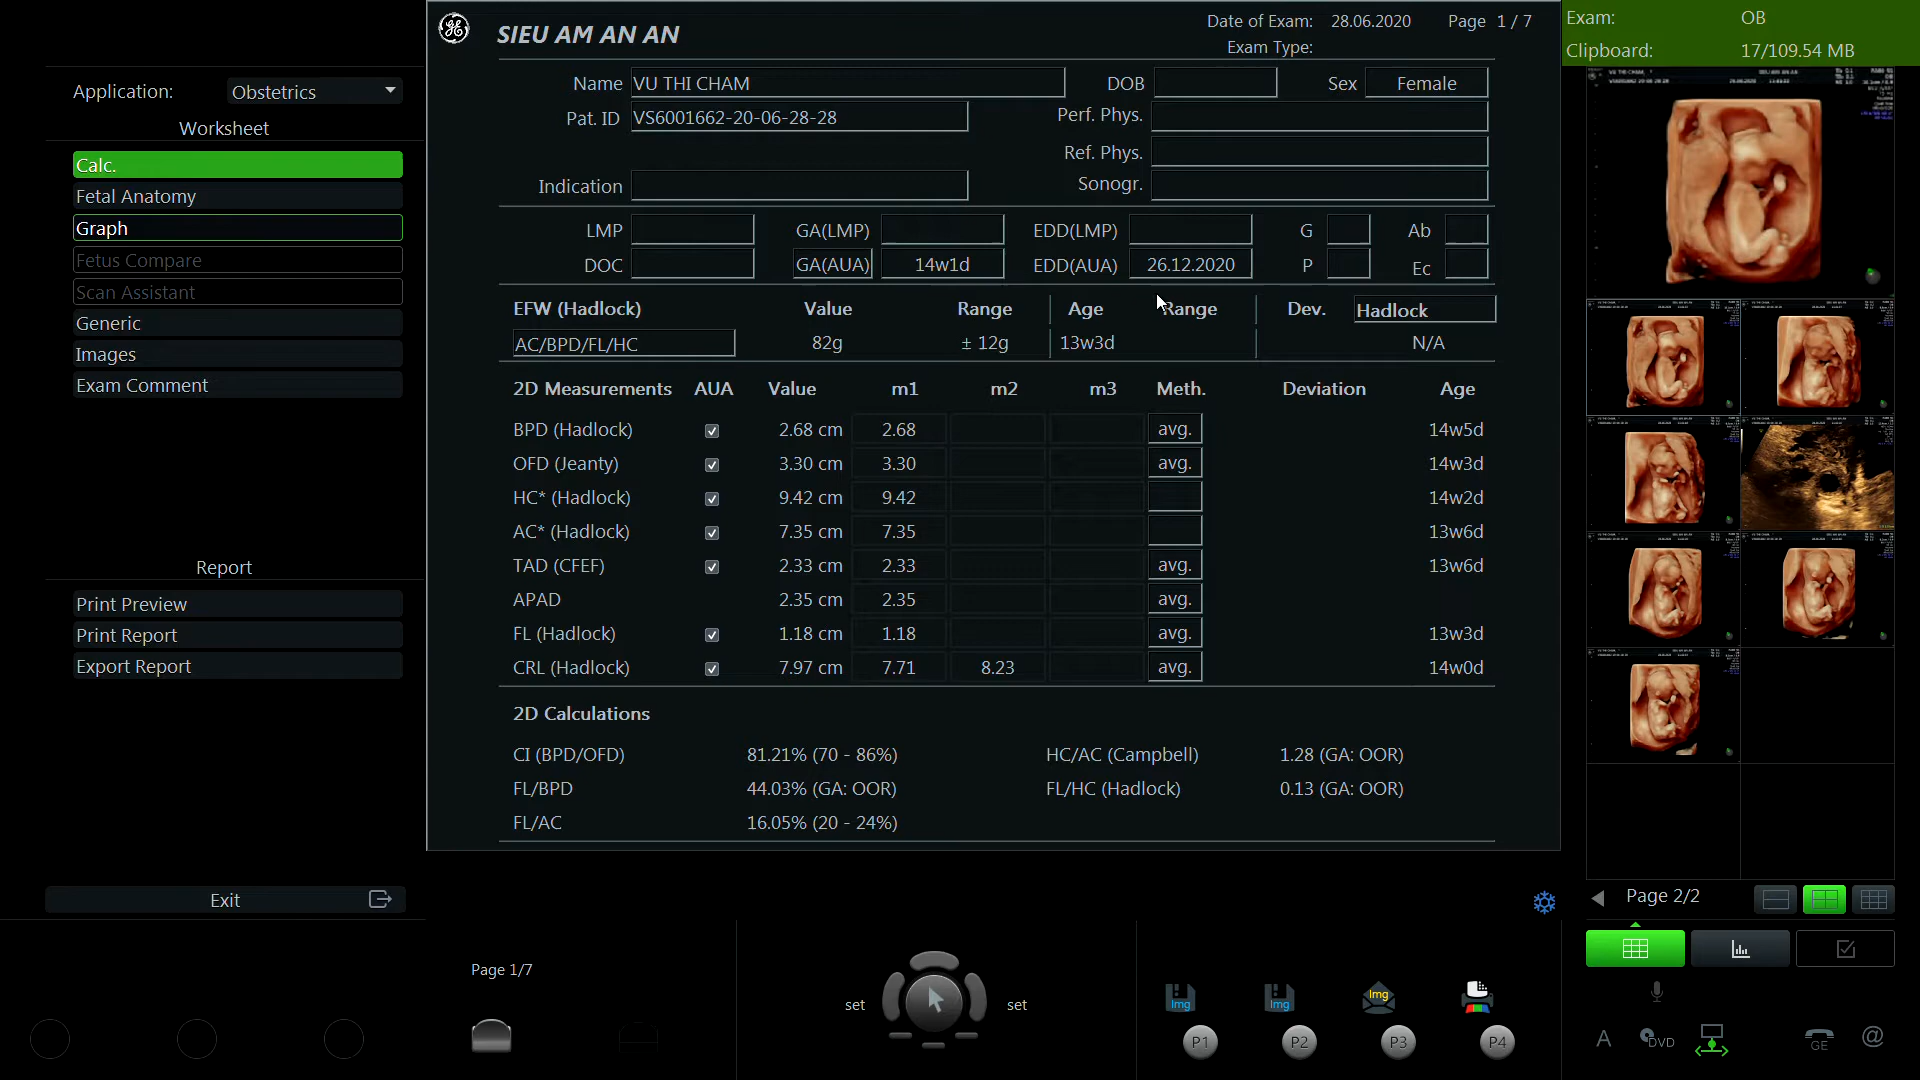 SIEU AM AN AN
Date of Exam: 28.06.2020 Page 1 / 7
Exam Type:
Exam: OB
Clipboard: 17/109.54 MB
Application: Obstetrics
Worksheet
Calc.
Fetal Anatomy
Graph
Fetus Compare
Scan Assistant
Generic
Images
Exam Comment
Report
Print Preview
Print Report
Export Report
Exit
Name VU THI CHAM DOB Sex Female
Pat. ID VS6001662-20-06-28-28 Perf. Phys.
Ref. Phys.
Indication Sonogr.
LMP GA(LMP) EDD(LMP) G Ab
DOC GA(AUA) 14w1d EDD(AUA) 26.12.2020 P Ec
EFW (Hadlock) Value Range Age Range Dev. Hadlock
AC/BPD/FL/HC 82g ± 12g 13w3d N/A
2D Measurements AUA Value m1 m2 m3 Meth. Deviation Age
BPD (Hadlock) 2.68 cm 2.68 avg. 14w5d
OFD (Jeanty) 3.30 cm 3.30 avg. 14w3d
HC* (Hadlock) 9.42 cm 9.42 14w2d
AC* (Hadlock) 7.35 cm 7.35 13w6d
TAD (CFEF) 2.33 cm 2.33 avg. 13w6d
APAD 2.35 cm 2.35 avg.
FL (Hadlock) 1.18 cm 1.18 avg. 13w3d
CRL (Hadlock) 7.97 cm 7.71 8.23 avg. 14w0d
2D Calculations
CI (BPD/OFD) 81.21% (70 - 86%) HC/AC (Campbell) 1.28 (GA: OOR)
FL/BPD 44.03% (GA: OOR) FL/HC (Hadlock) 0.13 (GA: OOR)
FL/AC 16.05% (20 - 24%)
Page 2/2
Page 1/7
set set
Img Img Img
P1 P2 P3 P4
A DVD GE @